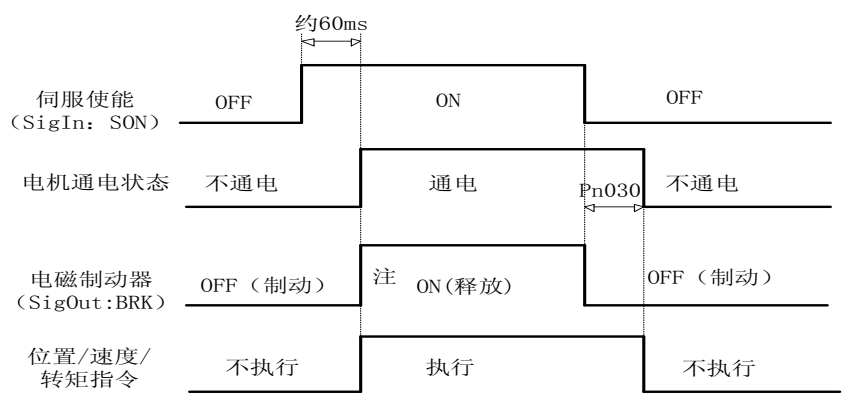 约60ms
伺服使能
（SigIn：SON）
OFF
ON
OFF
电机通电状态
不通电
通电
Pn030
不通电
电磁制动器
（SigOut:BRK）
OFF（制动）
注
ON(释放)
OFF（制动）
位置/速度/
转矩指令
不执行
执行
不执行